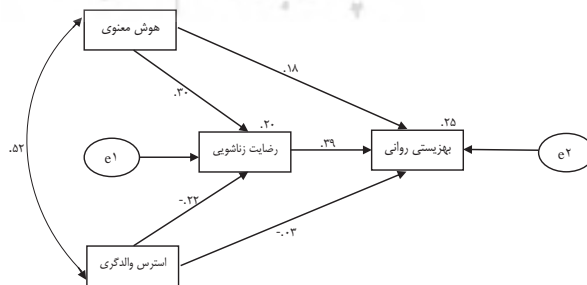 هوش معنوی
.۱۸
.۳۰
.۲۰
.۲۵
.۵۲
e۱
رضایت زناشویی
.۳۹
بهزیستی روانی
e۲
-.۲۲
-.۰۳
استرس والدگری